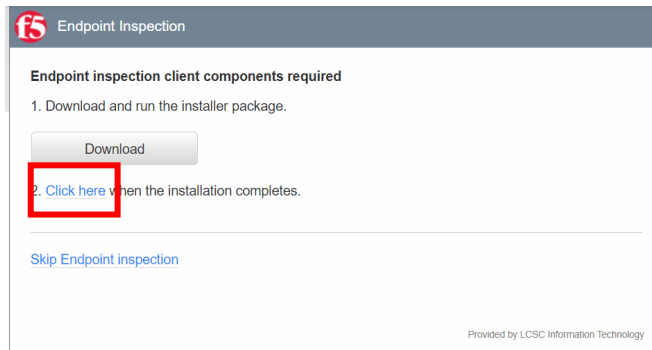 f5 Endpoint Inspection
Endpoint inspection client components required
1. Download and run the installer package.
Download
2. Click here when the installation completes.
Skip Endpoint inspection
Provided by LCSC Information Technology